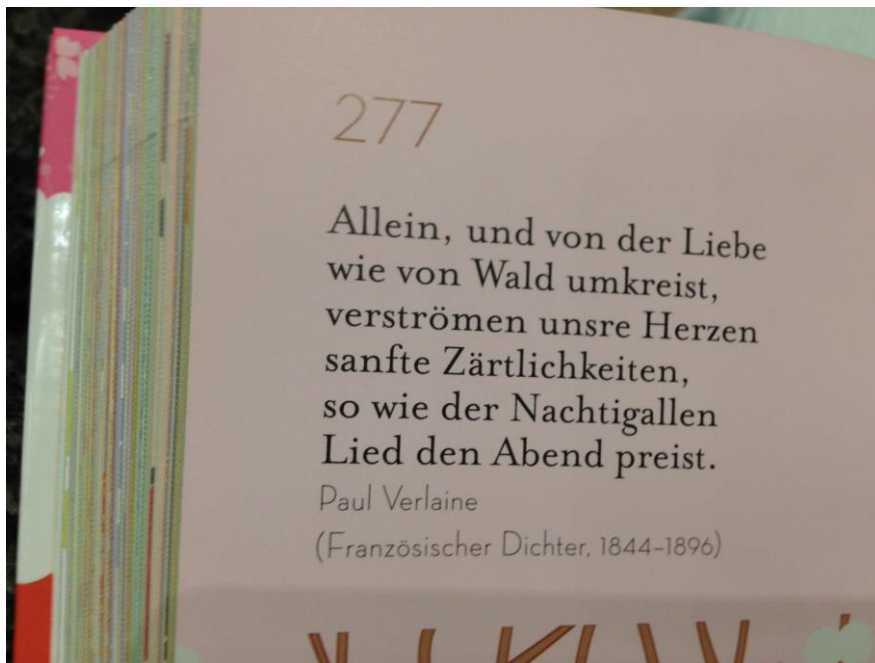 277
Allein, und von der Liebe
wie von Wald umkreist,
verströmen unsre Herzen
sanfte Zärtlichkeiten,
so wie der Nachtigallen
Lied den Abend preist.
Paul Verlaine
(Französischer Dichter, 1844–1896)